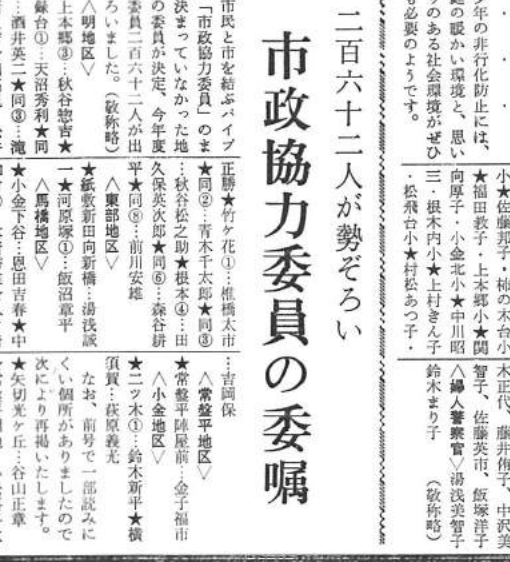 小★佐藤邦子・柿の木台小
★福田教子・上本郷小★関
向厚子・小金北小★中川昭
三・根木内小★上村きん子
・松飛台小★村松あつ子・
木正代、藤井侑子、中沢美
智子、佐藤英市、飯塚洋子
〈婦人警察官〉湯浅美智子
鈴木まり子　（敬称略）
少年の非行化防止には、
庭の暖かい環境と、思い
りのある社会環境がぜひ
も必要のようです。
二百六十二人が勢ぞろい
市政協力委員の委嘱
市民と市を結ぶパイプ
「市政協力委員」のま
決まっていなかった地
の委員が決定、今年度
委員二百六十二人が出
ろいました。（敬称略）
〈明地区〉
上本郷③…秋谷惣吉★
録台①…天沼秀利★同
…酒井英二★同③…滝
正勝★竹ケ花①…椎橋太市
★同②…青木千太郎★同③
…秋谷松之助★根本④…田
久保英次郎★同⑥…森谷耕
平★同⑧…前川安雄
〈東部地区〉
★紙敷新田向新橋…湯浅誠
一★河原塚①…飯沼章平
〈馬橋地区〉
★小金下谷…恩田吉春★中
…吉岡保
〈常盤平地区〉
★常盤平陣屋前…金子福市
〈小金地区〉
★二ツ木①…鈴木新平★横
須賀…萩原義尤
なお、前号で一部読みに
くい個所がありましたので
次により再掲いたします。
★矢切光ケ丘…谷山正章